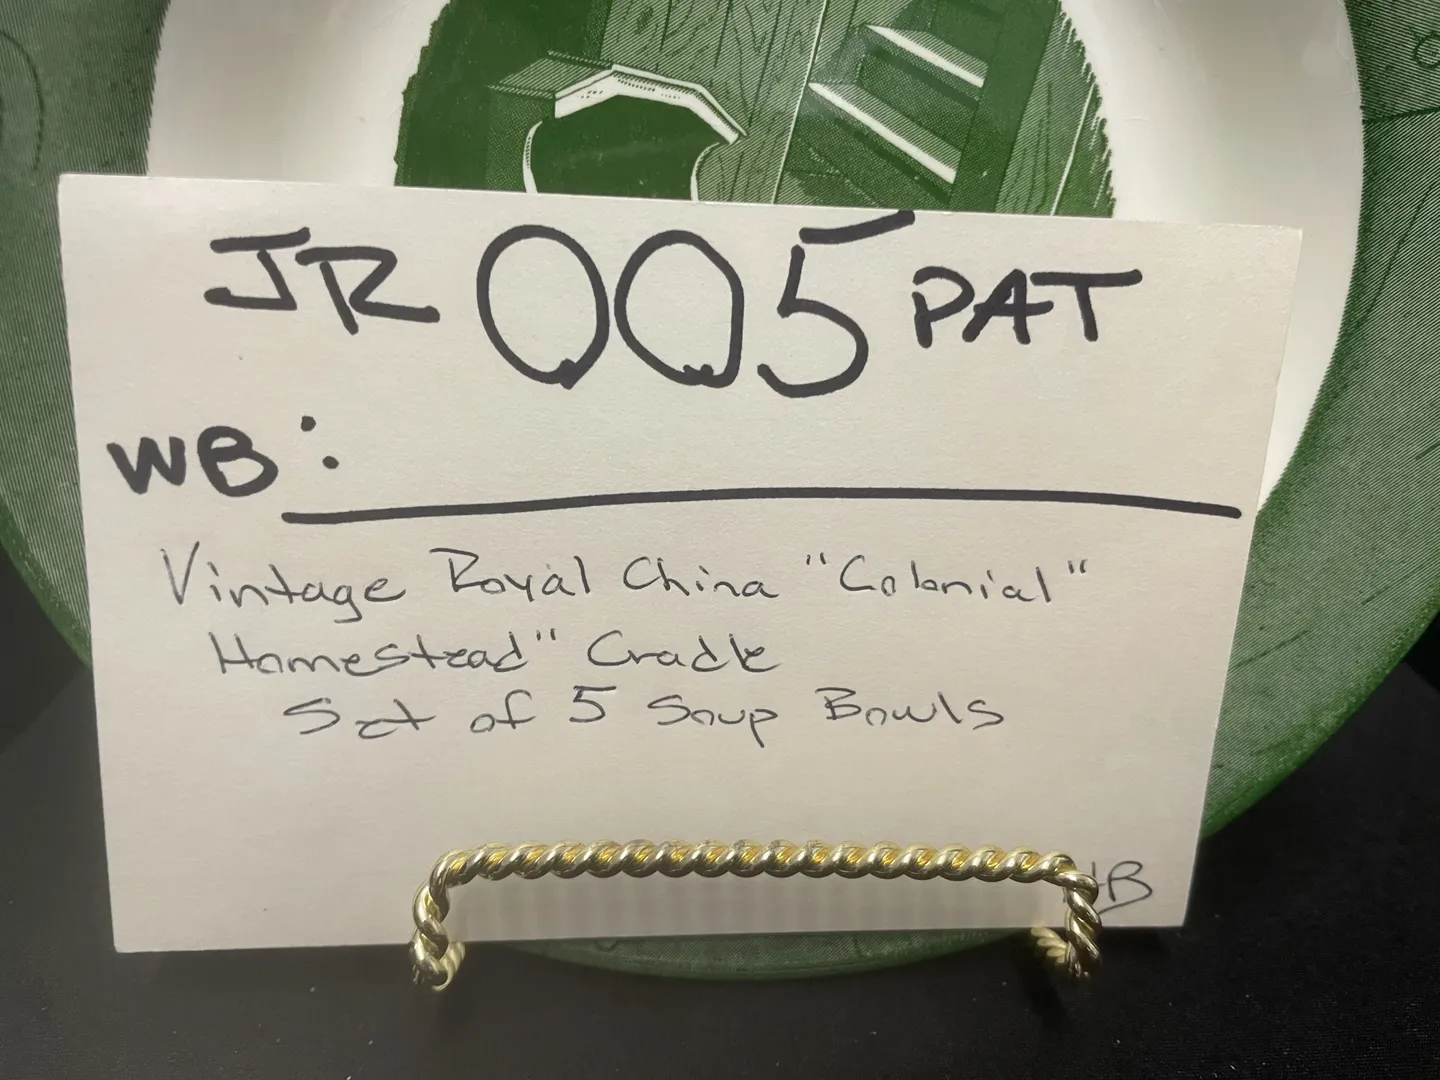 JR 005 PAT
WB:
Vintage Royal China "Colonial"
Homestead" Cradle
Set of 5 Soup Bowls